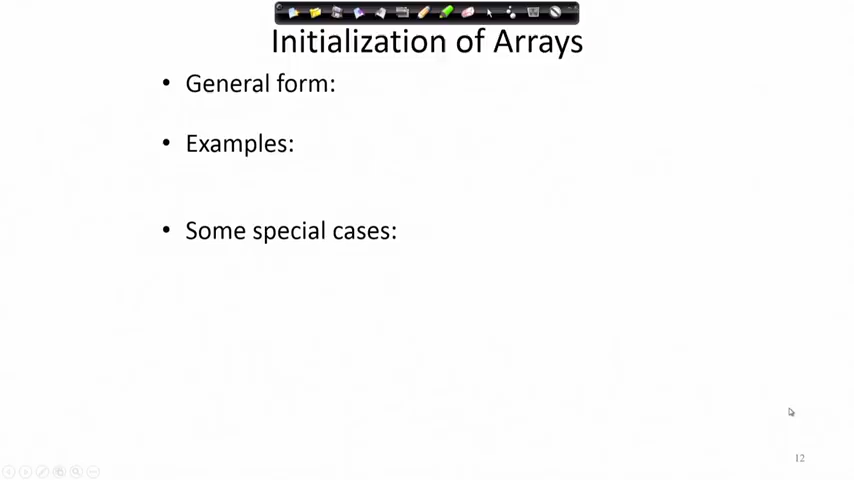 Initialization of Arrays
• General form:
• Examples:
• Some special cases:
12